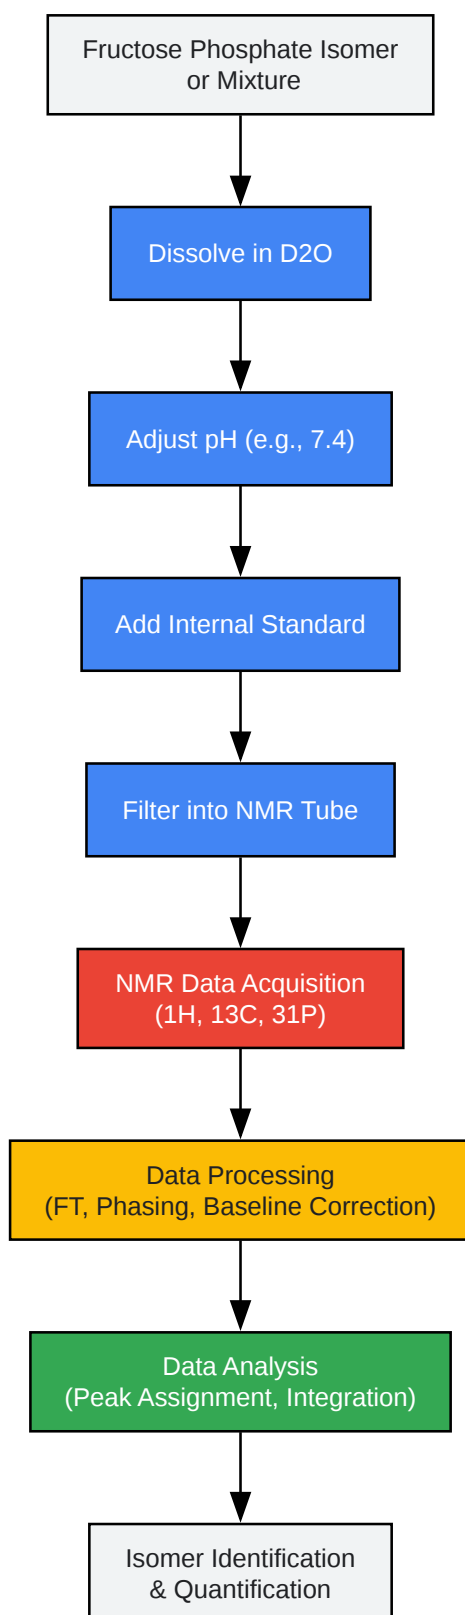 Fructose Phosphate Isomer
or Mixture
Dissolve in D2O
Adjust pH (e.g., 7.4)
Add Internal Standard
Filter into NMR Tube
NMR Data Acquisition
(1H, 13C, 31P)
Data Processing
(FT, Phasing, Baseline Correction)
Data Analysis
(Peak Assignment, Integration)
Isomer Identification
& Quantification